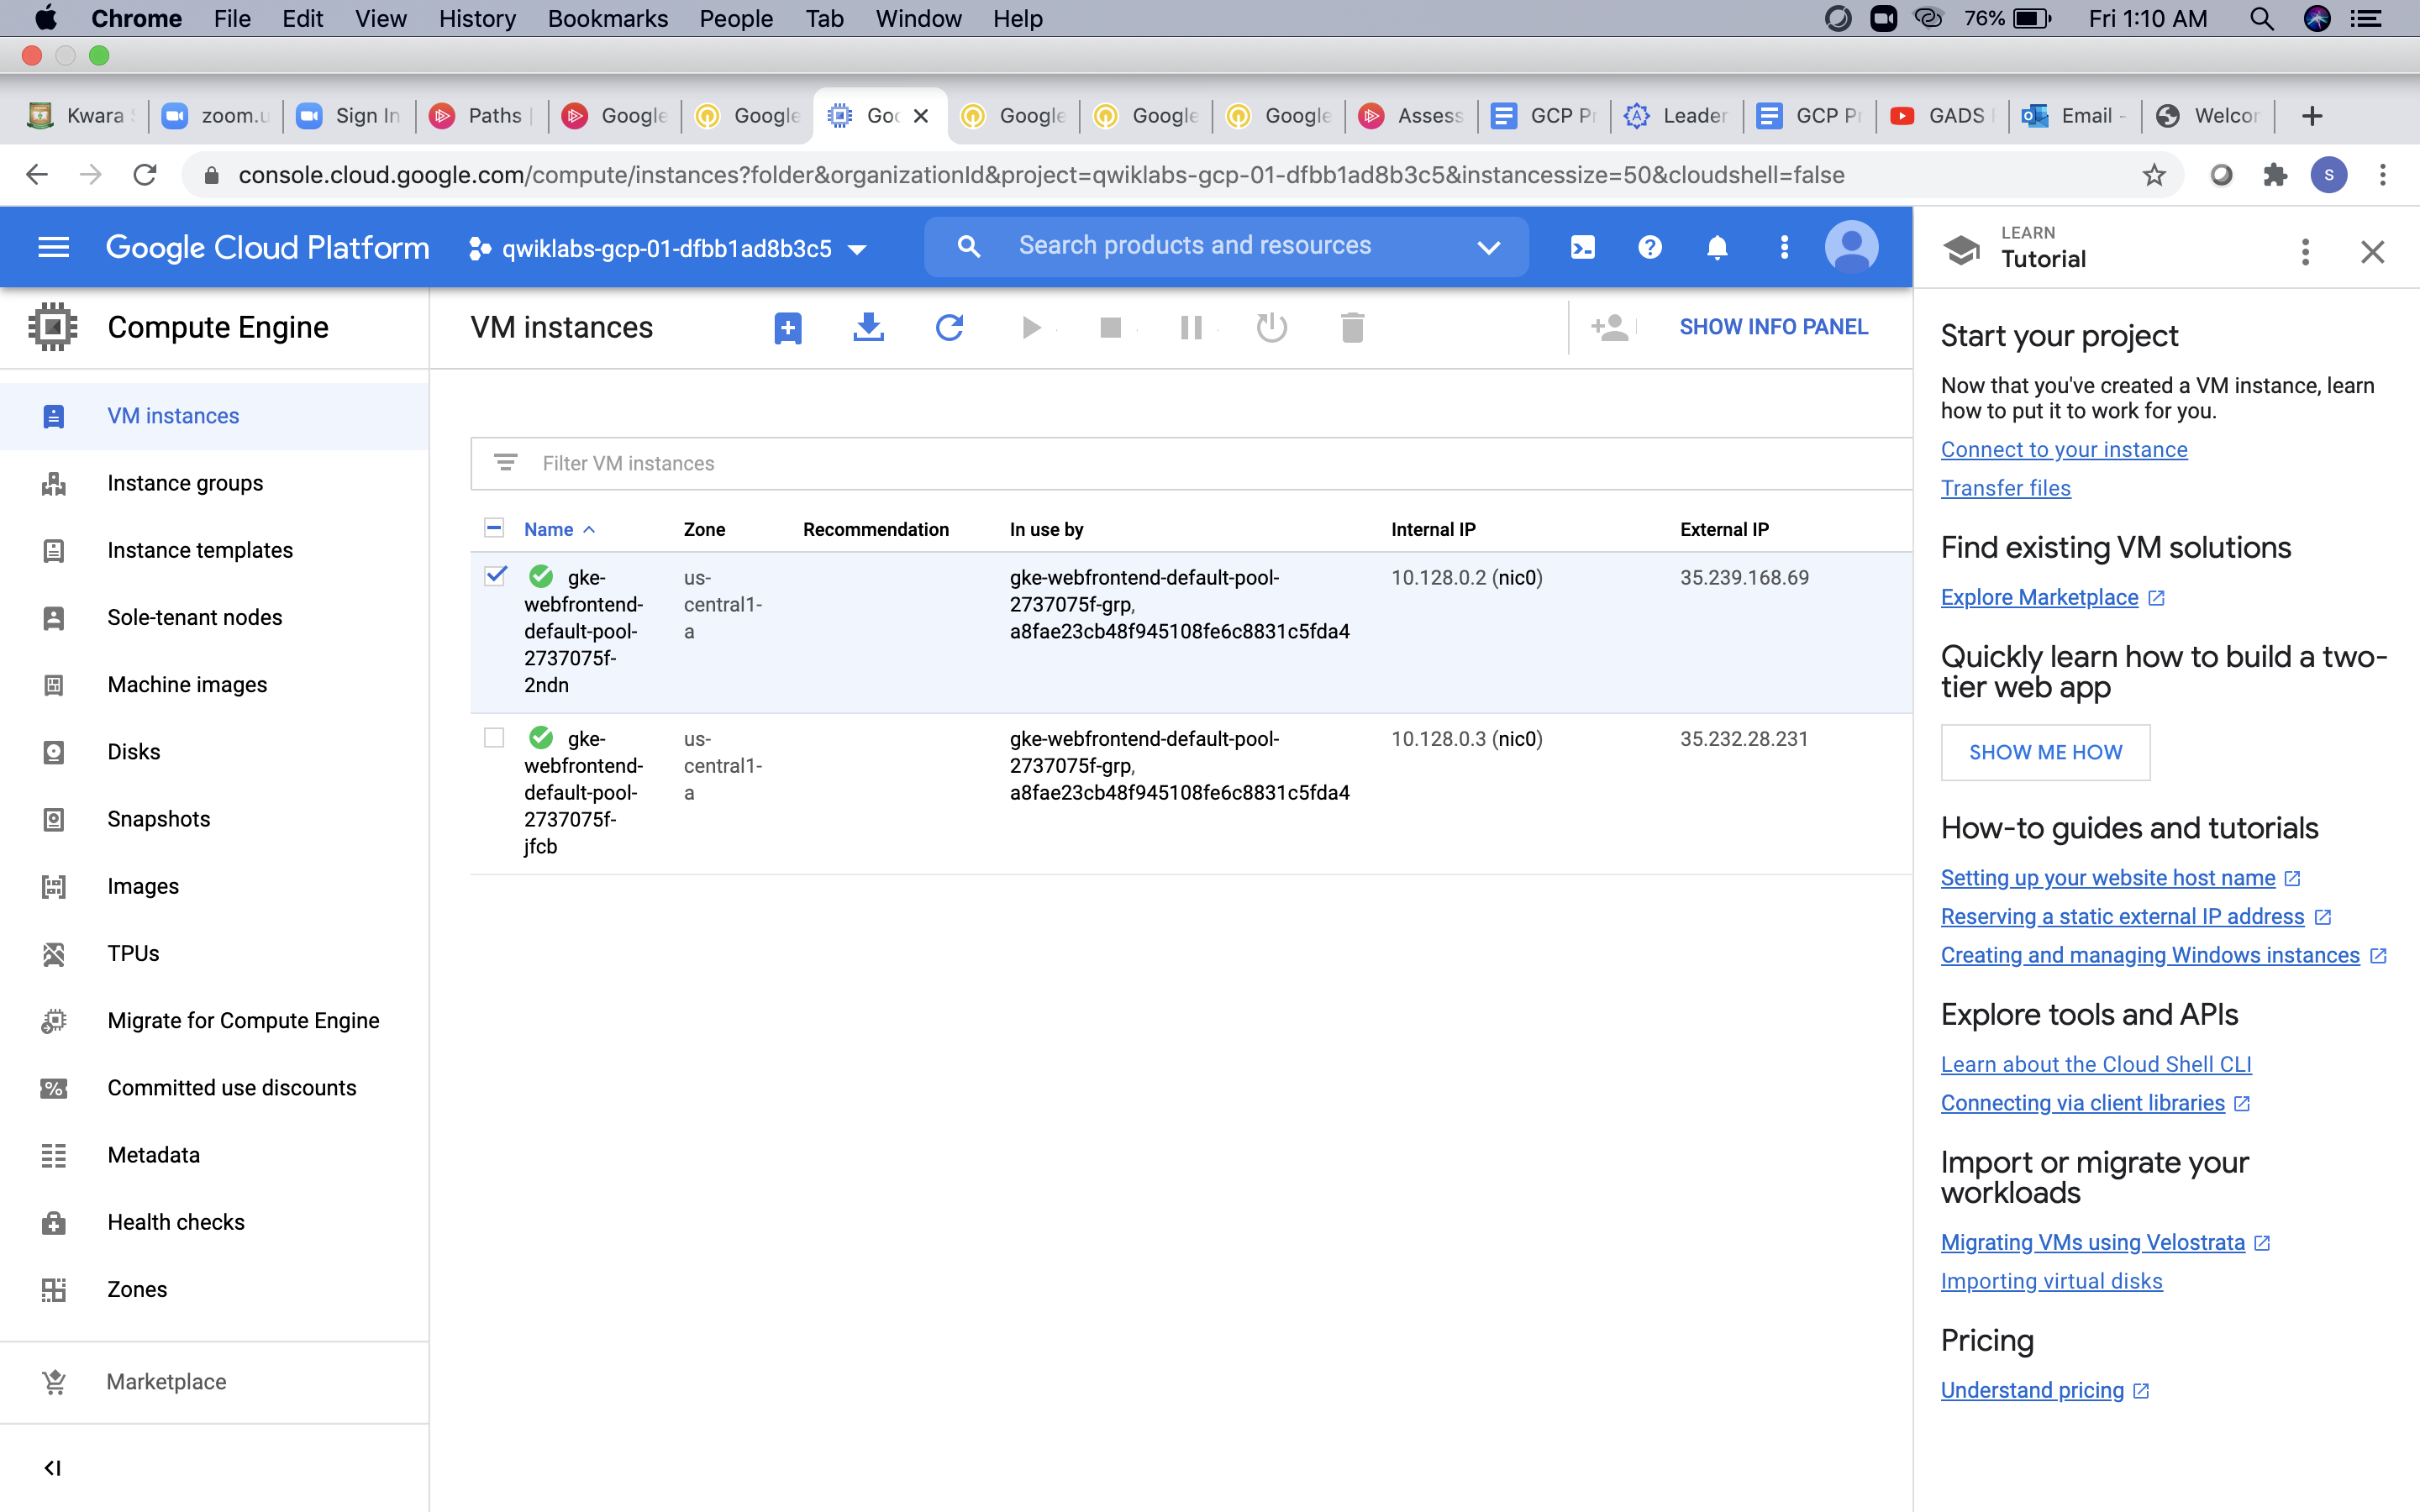 Chrome File Edit View History Bookmarks People Tab Window Help 76% Fri 1:10 AM
Kwara zoom.u Sign In Paths Google Google Goo Google Google Google Assess GCP Pr Leader GCP Pr GADS Email - Welcor
console.cloud.google.com/compute/instances?folder&organizationId&project=qwiklabs-gcp-01-dfbb1ad8b3c5&instancessize=50&cloudshell=false
S
Google Cloud Platform qwiklabs-gcp-01-dfbb1ad8b3c5 Search products and resources
LEARN
Tutorial
Compute Engine
VM instances
SHOW INFO PANEL
VM instances
Instance groups
Instance templates
Sole-tenant nodes
Machine images
Disks
Snapshots
Images
TPUs
Migrate for Compute Engine
Committed use discounts
Metadata
Health checks
Zones
Marketplace
Filter VM instances
Name Zone Recommendation In use by Internal IP External IP
gke- us- gke-webfrontend-default-pool- 10.128.0.2 (nic0) 35.239.168.69
webfrontend- central1- 2737075f-grp,
default-pool- a a8fae23cb48f945108fe6c8831c5fda4
2737075f-
2ndn
gke- us- gke-webfrontend-default-pool- 10.128.0.3 (nic0) 35.232.28.231
webfrontend- central1- 2737075f-grp,
default-pool- a a8fae23cb48f945108fe6c8831c5fda4
2737075f-
jfcb
Start your project
Now that you've created a VM instance, learn
how to put it to work for you.
Connect to your instance
Transfer files
Find existing VM solutions
Explore Marketplace
Quickly learn how to build a two-
tier web app
SHOW ME HOW
How-to guides and tutorials
Setting up your website host name
Reserving a static external IP address
Creating and managing Windows instances
Explore tools and APIs
Learn about the Cloud Shell CLI
Connecting via client libraries
Import or migrate your
workloads
Migrating VMs using Velostrata
Importing virtual disks
Pricing
Understand pricing